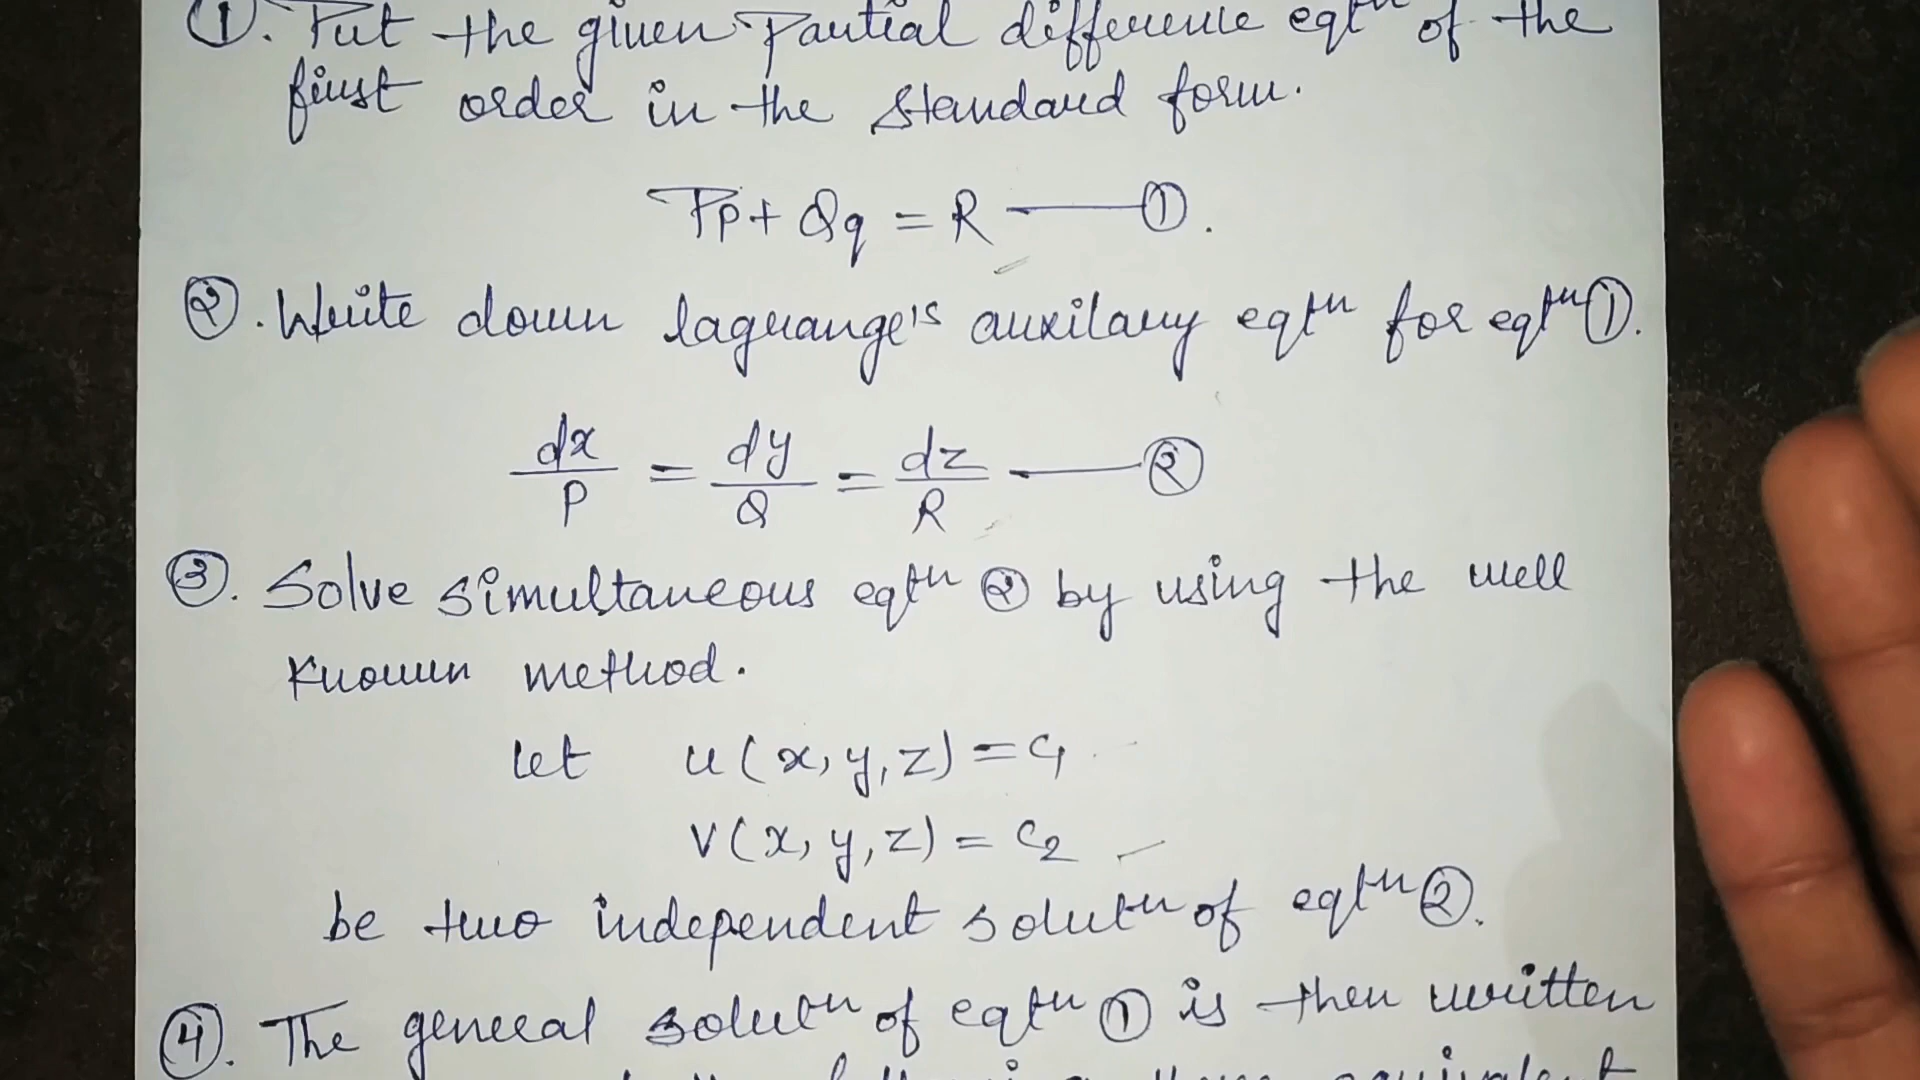 ①. Put the given Partial difference eqtⁿ of the
first order in the Standard form.
Pp + Qq = R —— ①.
②. Write down lagrange's auxilary eqtⁿ for eqtⁿ ①.
dx/P = dy/Q = dz/R —— ②
③. Solve simultaneous eqtⁿ ② by using the well
Known method.
let u(x, y, z) = c₁
v(x, y, z) = c₂
be two independent solutⁿ of eqtⁿ ②.
④. The general solutⁿ of eqtⁿ ① is then written